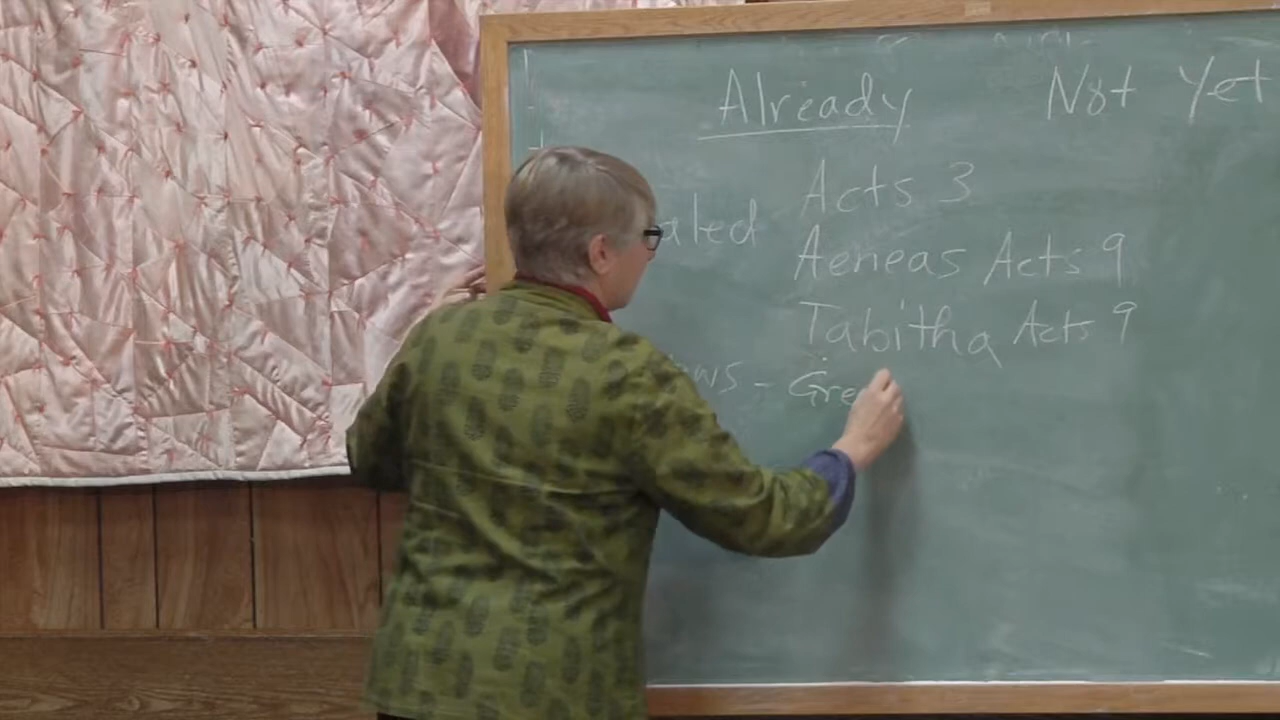 Already Not Yet
Acts 3
aled Aeneas Acts 9
Tabitha Acts 9
ws - Gre